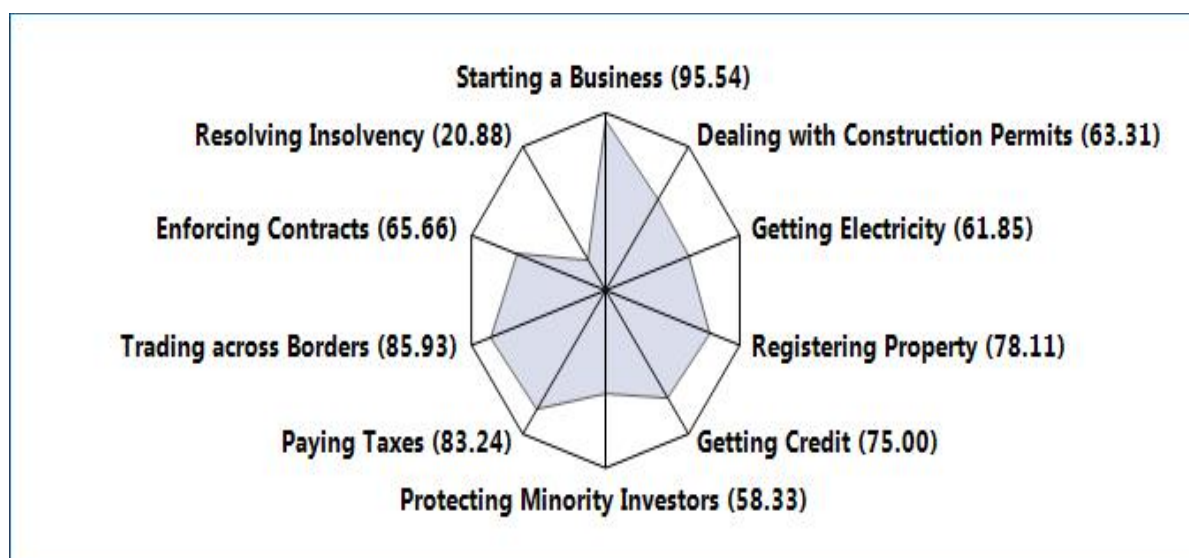 Starting a Business (95.54)
Resolving Insolvency (20.88)
Dealing with Construction Permits (63.31)
Enforcing Contracts (65.66)
Getting Electricity (61.85)
Trading across Borders (85.93)
Registering Property (78.11)
Paying Taxes (83.24)
Getting Credit (75.00)
Protecting Minority Investors (58.33)